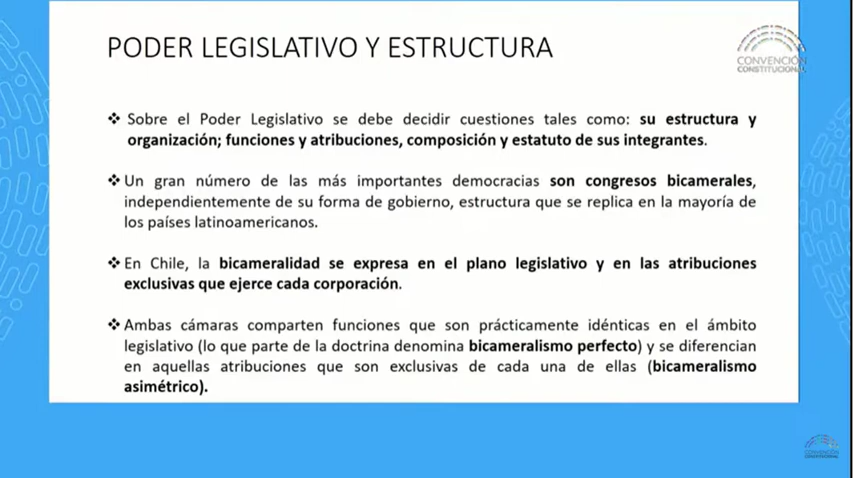 PODER LEGISLATIVO Y ESTRUCTURA
CONVENCIÓN
CONSTITUCIONAL
❖ Sobre el Poder Legislativo se debe decidir cuestiones tales como: su estructura y
organización; funciones y atribuciones, composición y estatuto de sus integrantes.
❖ Un gran número de las más importantes democracias son congresos bicamerales,
independientemente de su forma de gobierno, estructura que se replica en la mayoría de
los países latinoamericanos.
❖ En Chile, la bicameralidad se expresa en el plano legislativo y en las atribuciones
exclusivas que ejerce cada corporación.
❖ Ambas cámaras comparten funciones que son prácticamente idénticas en el ámbito
legislativo (lo que parte de la doctrina denomina bicameralismo perfecto) y se diferencian
en aquellas atribuciones que son exclusivas de cada una de ellas (bicameralismo
asimétrico).
CONVENCIÓN
CONSTITUCIONAL